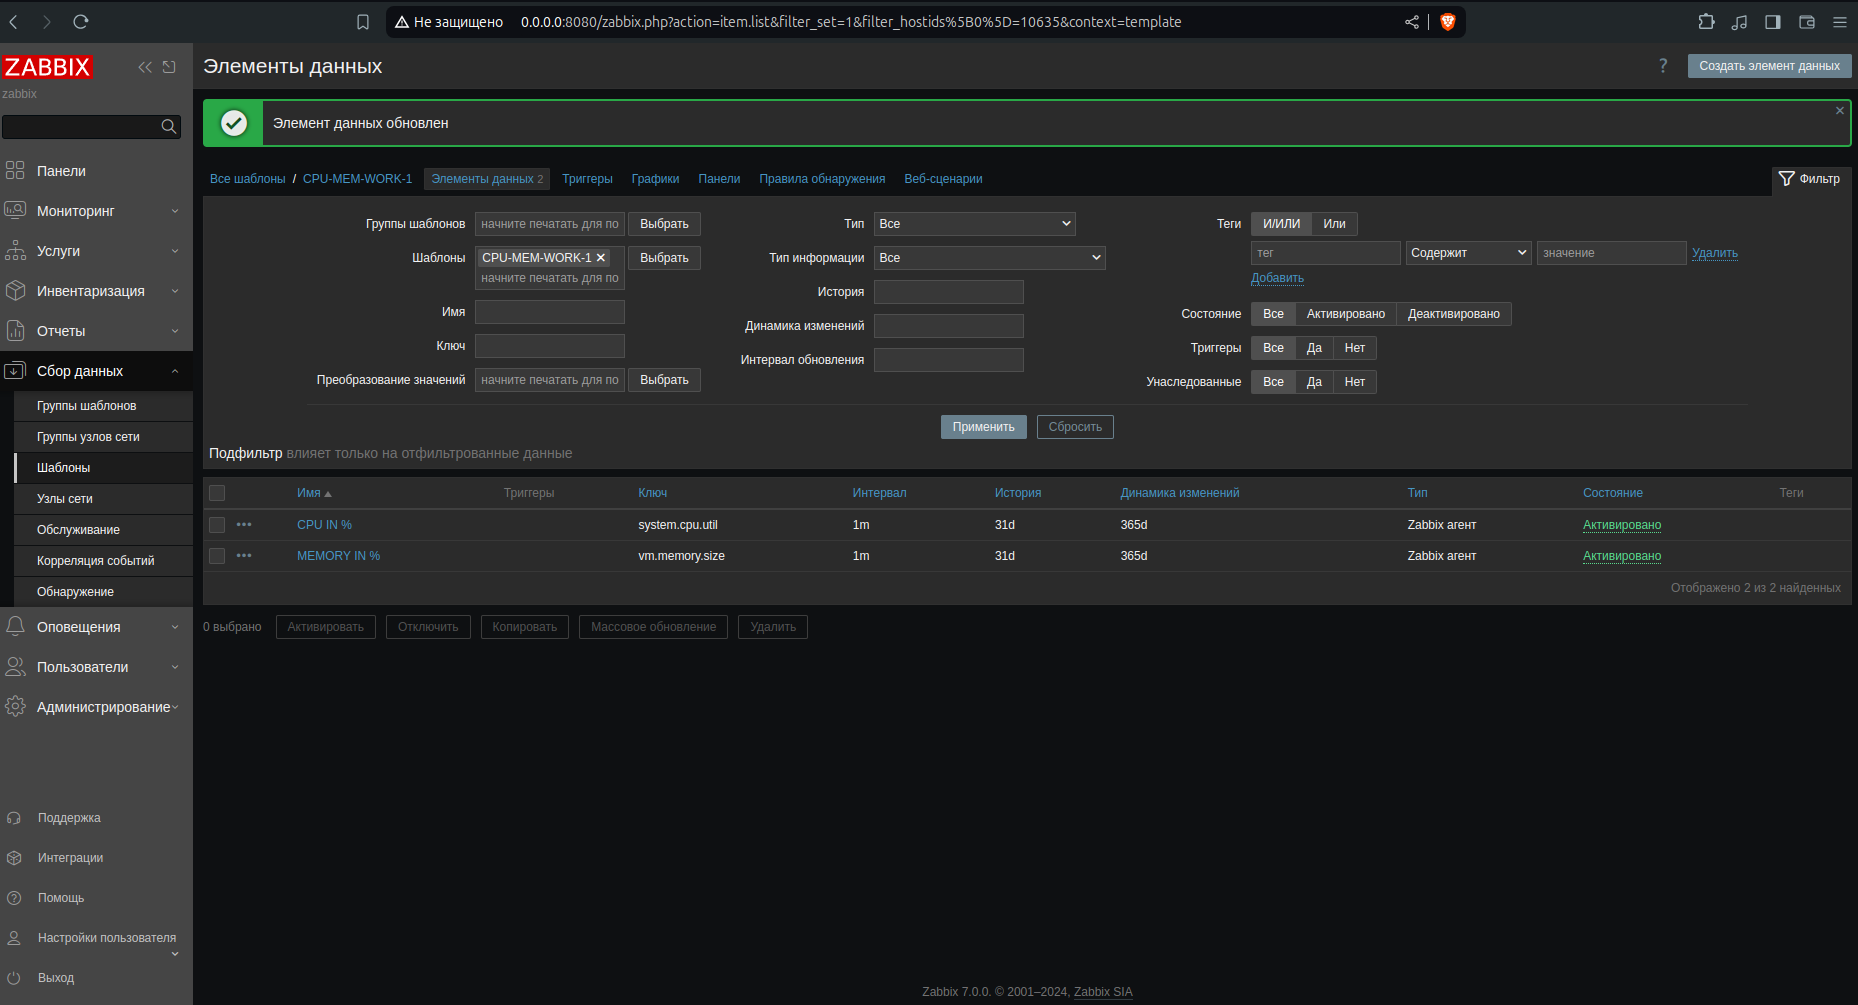 Не защищено 0.0.0.0:8080/zabbix.php?action=item.list&filter_set=1&filter_hostids%5B0%5D=10635&context=template
ZABBIX
zabbix
Панели
Мониторинг
Услуги
Инвентаризация
Отчеты
Сбор данных
Группы шаблонов
Группы узлов сети
Шаблоны
Узлы сети
Обслуживание
Корреляция событий
Обнаружение
Оповещения
Пользователи
Администрирование
Поддержка
Интеграции
Помощь
Настройки пользователя
Выход
Элементы данных
? Создать элемент данных
Элемент данных обновлен
Все шаблоны / CPU-MEM-WORK-1 Элементы данных 2 Триггеры Графики Панели Правила обнаружения Веб-сценарии Фильтр
Группы шаблонов начните печатать для по Выбрать
Шаблоны CPU-MEM-WORK-1 Выбрать
начните печатать для по
Имя
Ключ
Преобразование значений начните печатать для по Выбрать
Тип Все
Тип информации Все
История
Динамика изменений
Интервал обновления
Теги И/ИЛИ Или
тег Содержит значение Удалить
Добавить
Состояние Все Активировано Деактивировано
Триггеры Все Да Нет
Унаследованные Все Да Нет
Применить Сбросить
Подфильтр влияет только на отфильтрованные данные
Имя Триггеры Ключ Интервал История Динамика изменений Тип Состояние Теги
CPU IN % system.cpu.util 1m 31d 365d Zabbix агент Активировано
MEMORY IN % vm.memory.size 1m 31d 365d Zabbix агент Активировано
Отображено 2 из 2 найденных
0 выбрано Активировать Отключить Копировать Массовое обновление Удалить
Zabbix 7.0.0. © 2001–2024, Zabbix SIA